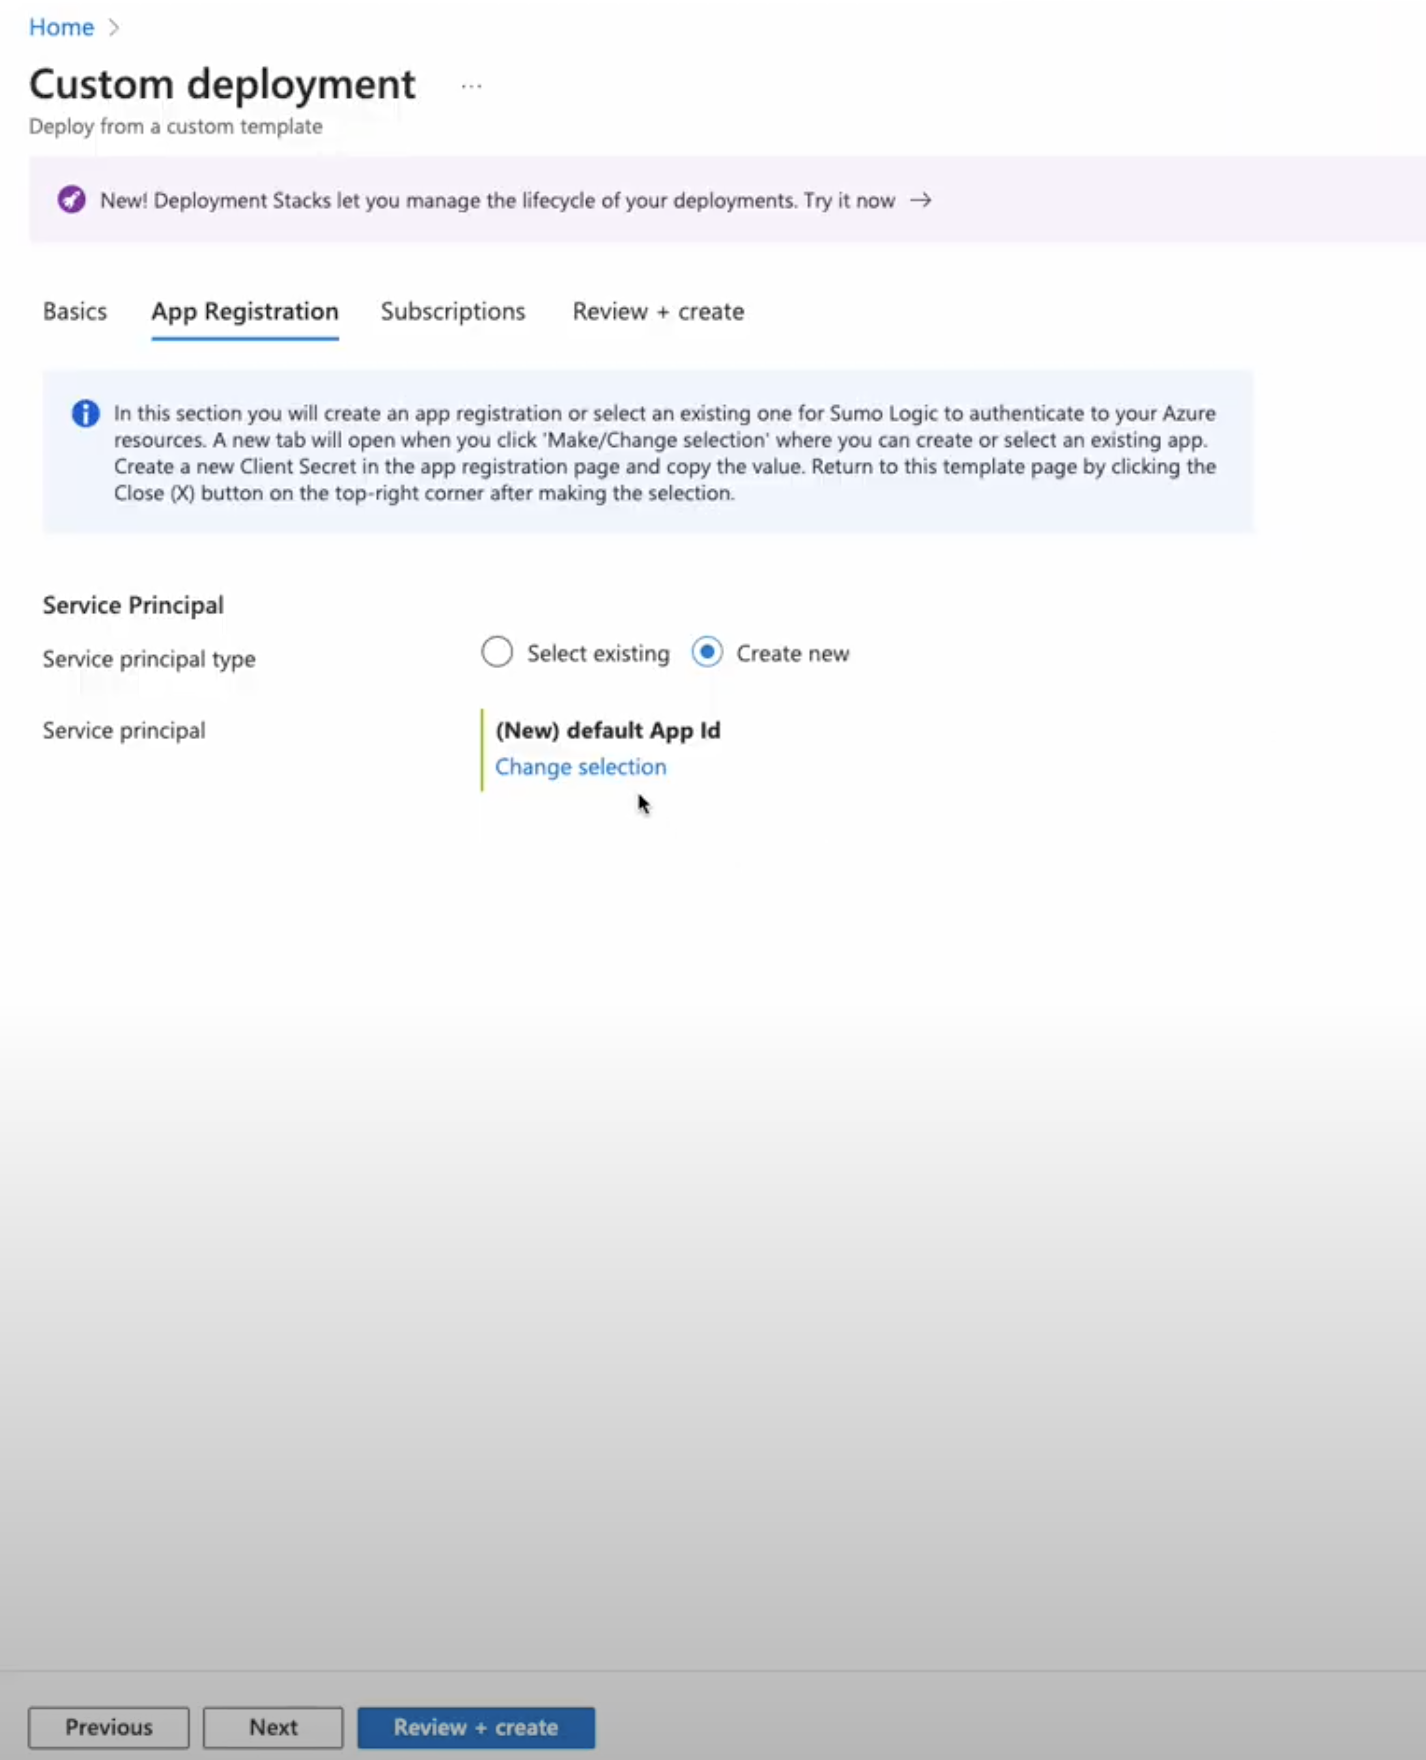 Home
Custom deployment ...
Deploy from a custom template
New! Deployment Stacks let you manage the lifecycle of your deployments. Try it now →
Basics App Registration Subscriptions Review + create
In this section you will create an app registration or select an existing one for Sumo Logic to authenticate to your Azure
resources. A new tab will open when you click 'Make/Change selection' where you can create or select an existing app.
Create a new Client Secret in the app registration page and copy the value. Return to this template page by clicking the
Close (X) button on the top-right corner after making the selection.
Service Principal
Service principal type Select existing Create new
Service principal (New) default App Id
Change selection
Previous Next Review + create